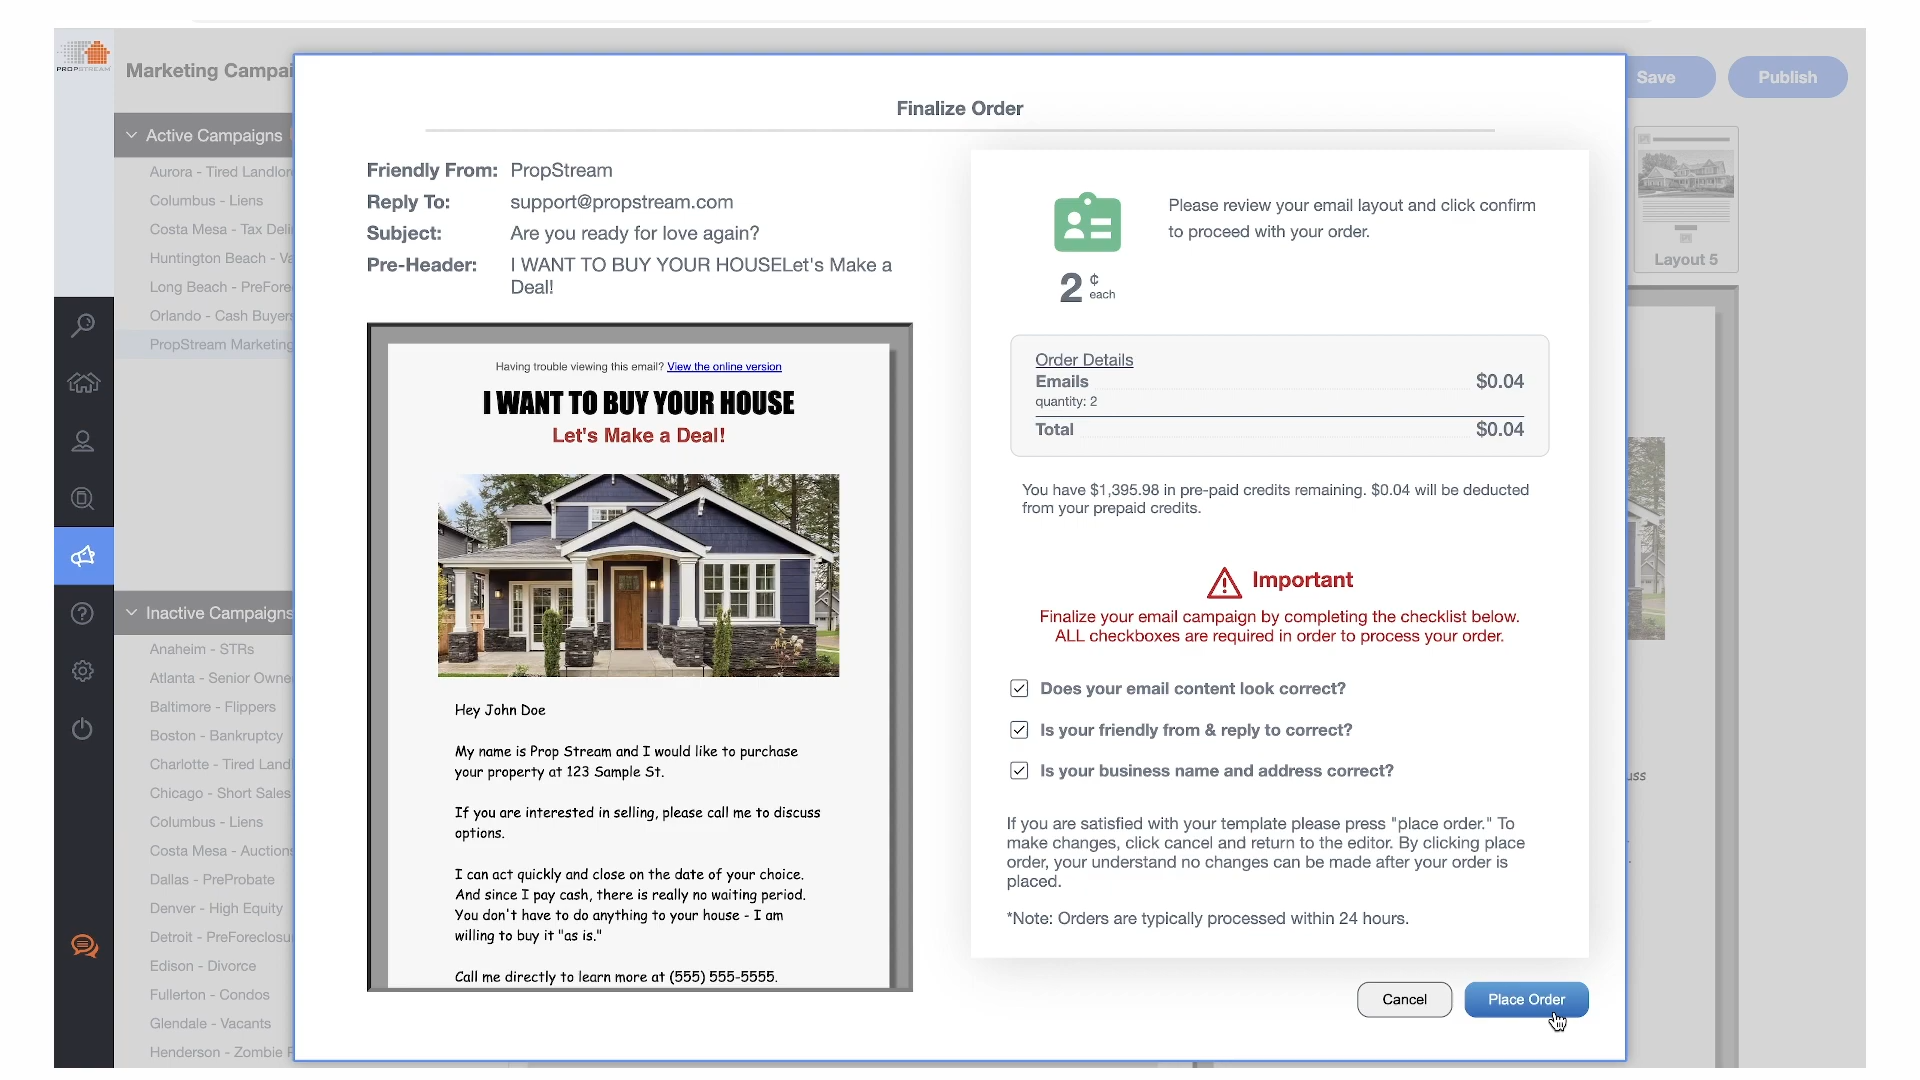 PROPSTREAM
Marketing Campai
Save
Publish
Active Campaigns
Aurora - Tired Landlor
Columbus - Liens
Costa Mesa - Tax Deli
Huntington Beach - Va
Long Beach - PreFore
Orlando - Cash Buyers
PropStream Marketing
Inactive Campaigns
Anaheim - STRs
Atlanta - Senior Owne
Baltimore - Flippers
Boston - Bankruptcy
Charlotte - Tired Land
Chicago - Short Sales
Columbus - Liens
Costa Mesa - Auctions
Dallas - PreProbate
Denver - High Equity
Detroit - PreForeclosu
Edison - Divorce
Fullerton - Condos
Glendale - Vacants
Henderson - Zombie P
Finalize Order
Friendly From: PropStream
Reply To: support@propstream.com
Subject: Are you ready for love again?
Pre-Header: I WANT TO BUY YOUR HOUSELet's Make a
Deal!
Having trouble viewing this email? View the online version
I WANT TO BUY YOUR HOUSE
Let's Make a Deal!
Hey John Doe
My name is Prop Stream and I would like to purchase
your property at 123 Sample St.
If you are interested in selling, please call me to discuss
options.
I can act quickly and close on the date of your choice.
And since I pay cash, there is really no waiting period.
You don't have to do anything to your house - I am
willing to buy it "as is."
Call me directly to learn more at (555) 555-5555.
Please review your email layout and click confirm
to proceed with your order.
2 ¢
each
Order Details
Emails $0.04
quantity: 2
Total $0.04
You have $1,395.98 in pre-paid credits remaining. $0.04 will be deducted
from your prepaid credits.
Important
Finalize your email campaign by completing the checklist below.
ALL checkboxes are required in order to process your order.
Does your email content look correct?
Is your friendly from & reply to correct?
Is your business name and address correct?
If you are satisfied with your template please press "place order." To
make changes, click cancel and return to the editor. By clicking place
order, your understand no changes can be made after your order is
placed.
*Note: Orders are typically processed within 24 hours.
Cancel
Place Order
Layout 5
uss